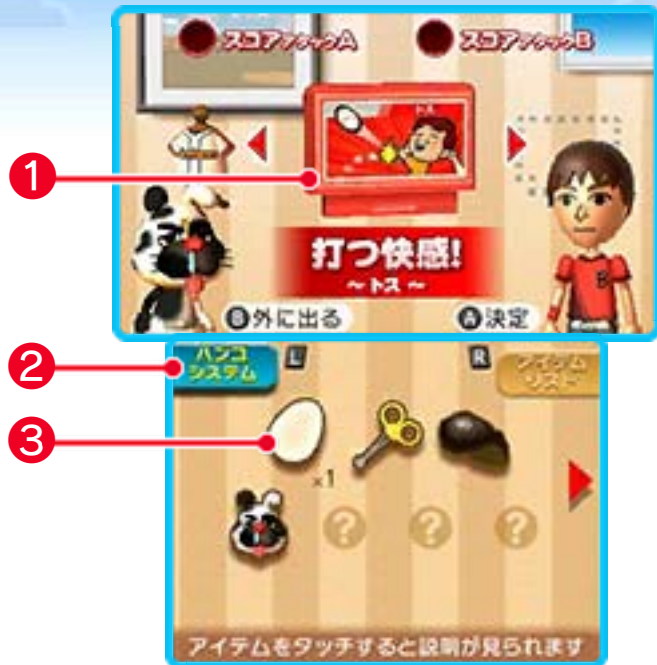 スコアアタックA
スコアアタックB
トス
1
B
打つ快感!
~トス~
B外に出る
A決定
2
ハンコ
システム
L
R
アイテム
リスト
3
×1
?
?
?
アイテムをタッチすると説明が見られます